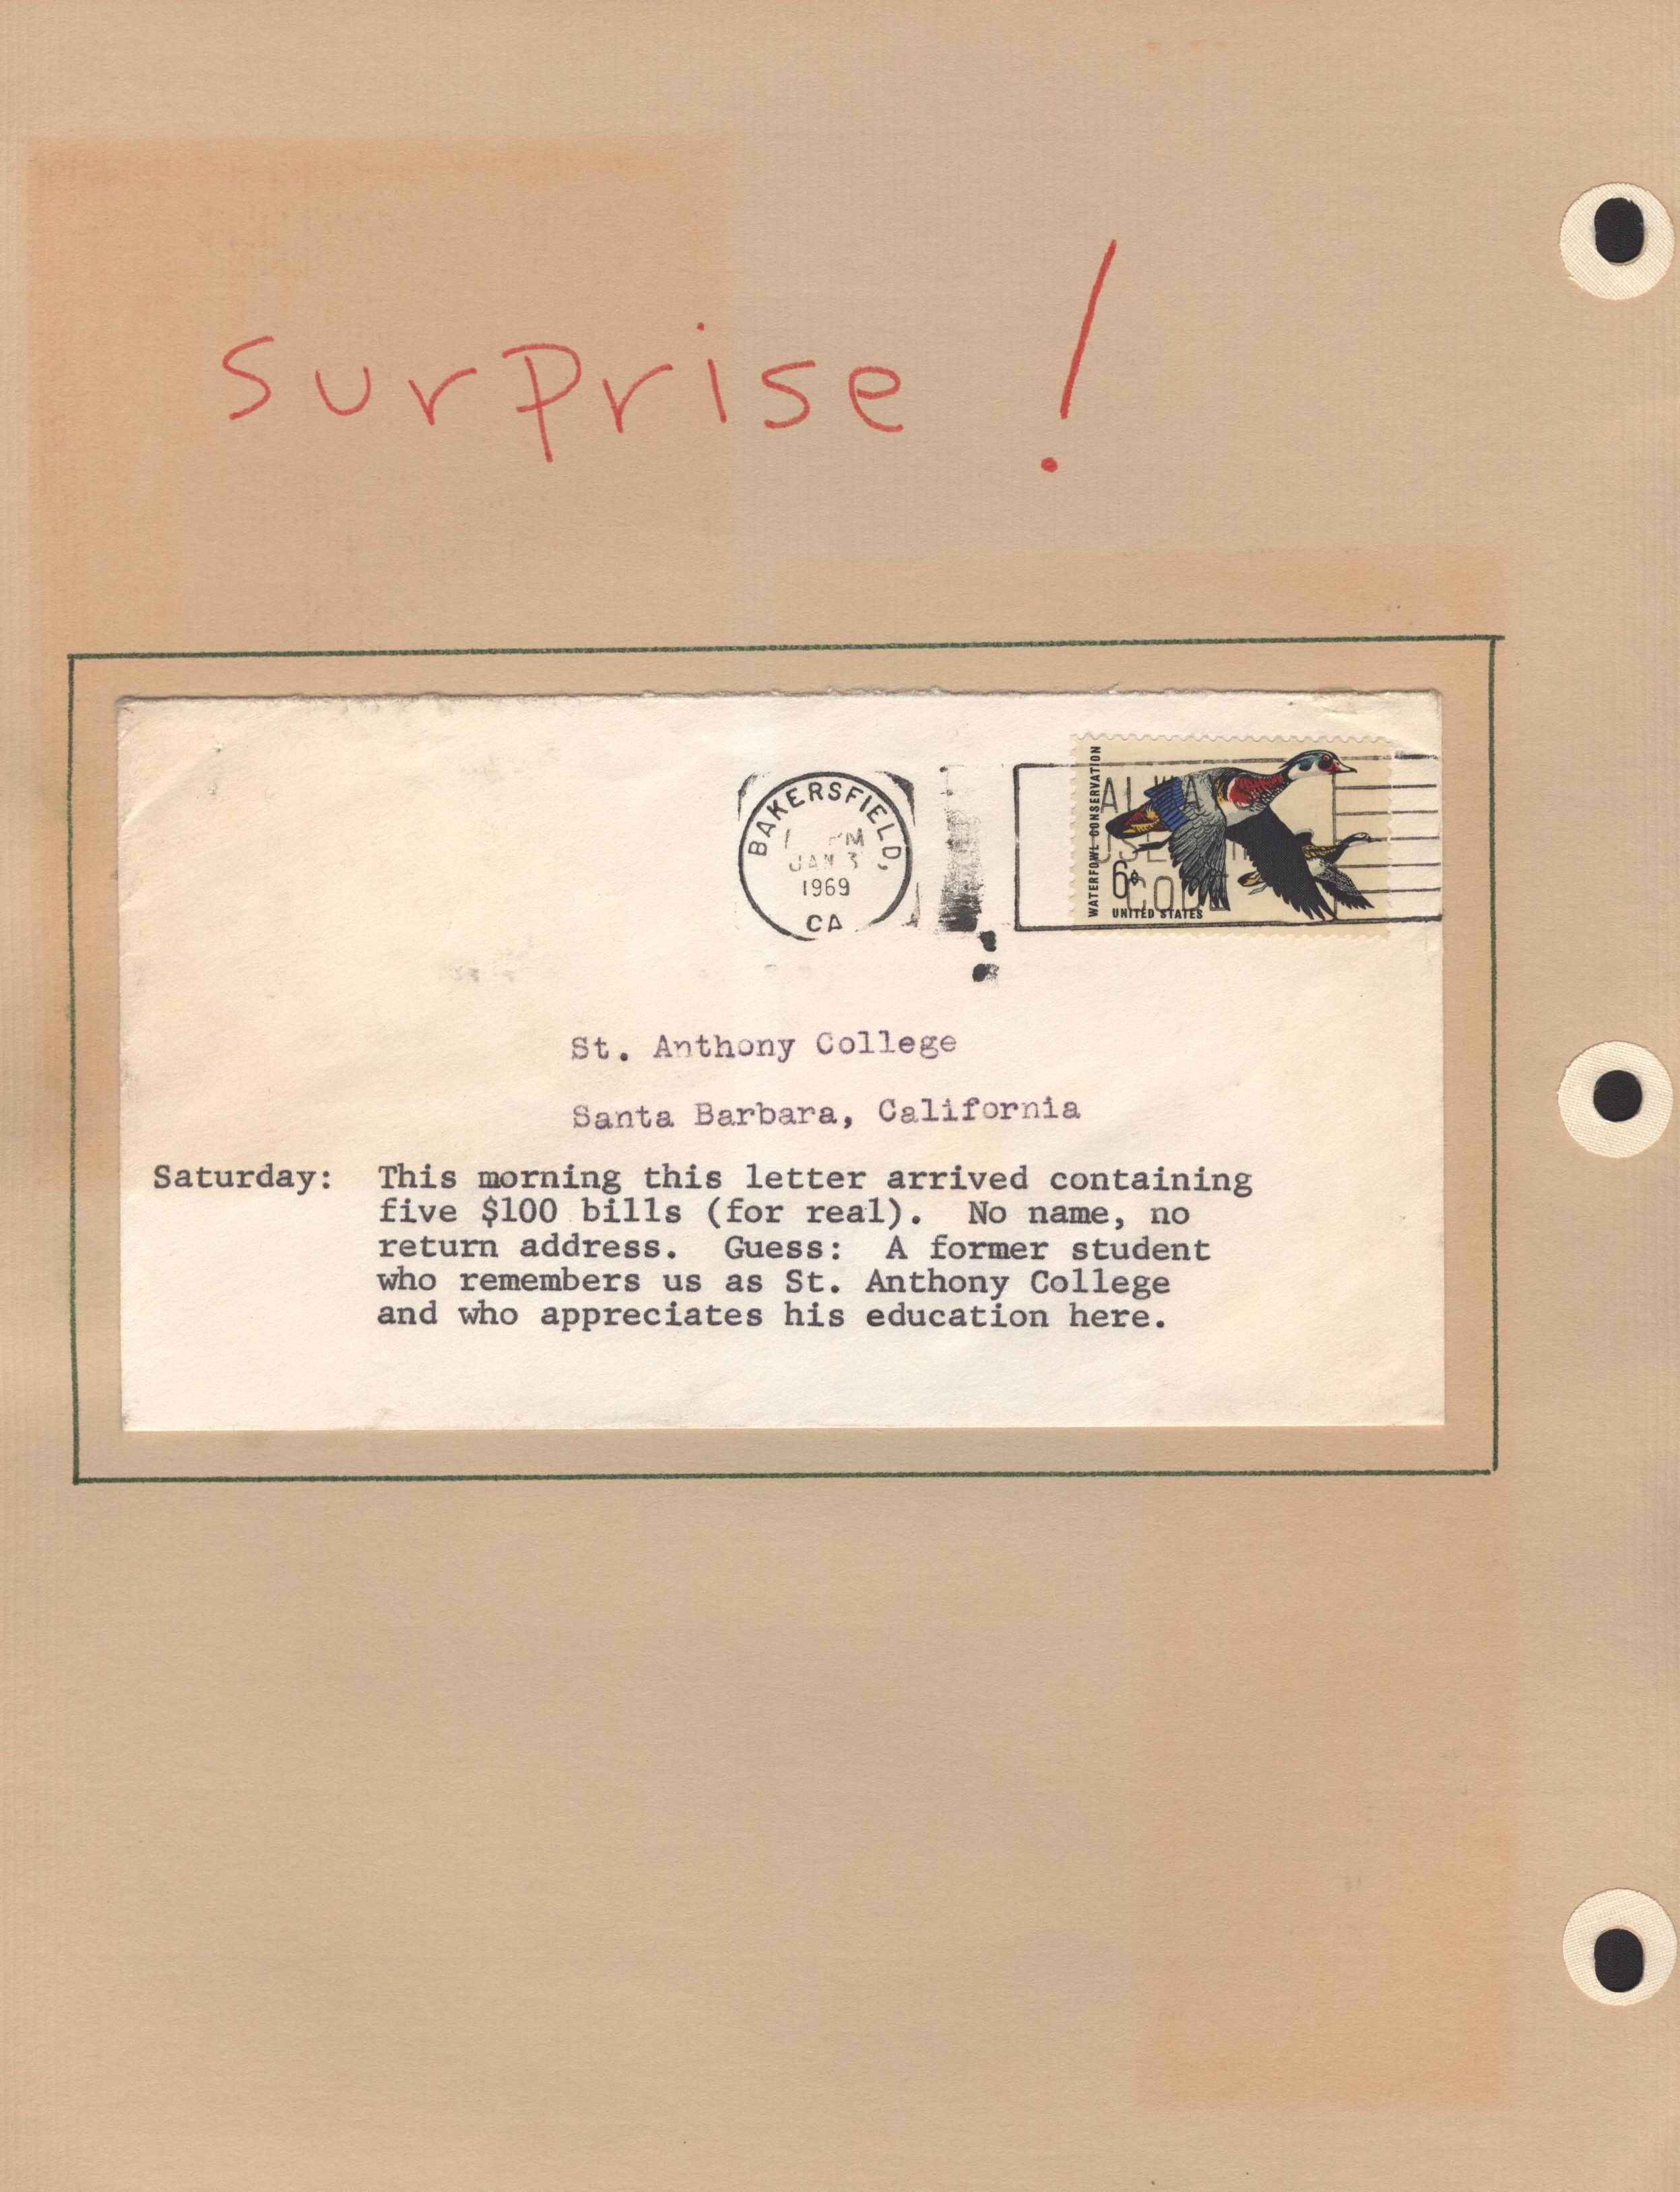 surprise !
BAKERSFIELD,
PM
JAN 3
1969
CA
WATERFOWL CONSERVATION
6¢
UNITED STATES
St. Anthony College
Santa Barbara, California
Saturday: This morning this letter arrived containing
five $100 bills (for real). No name, no
return address. Guess: A former student
who remembers us as St. Anthony College
and who appreciates his education here.